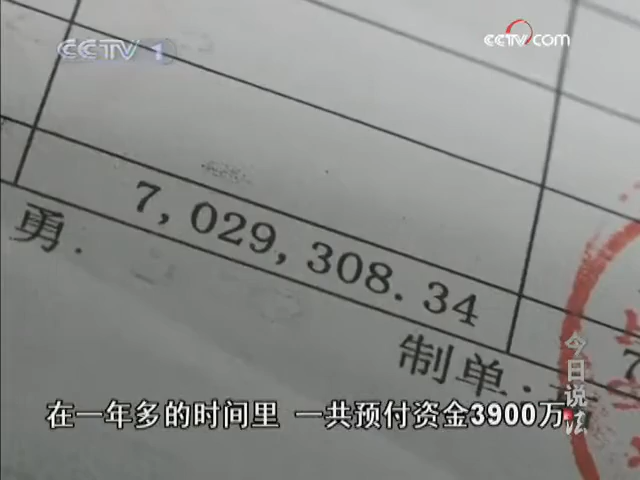 CCTV 1
CCTV.com
7,029,308.34
勇.
制单.
7
今日说法
在一年多的时间里 一共预付资金3900万